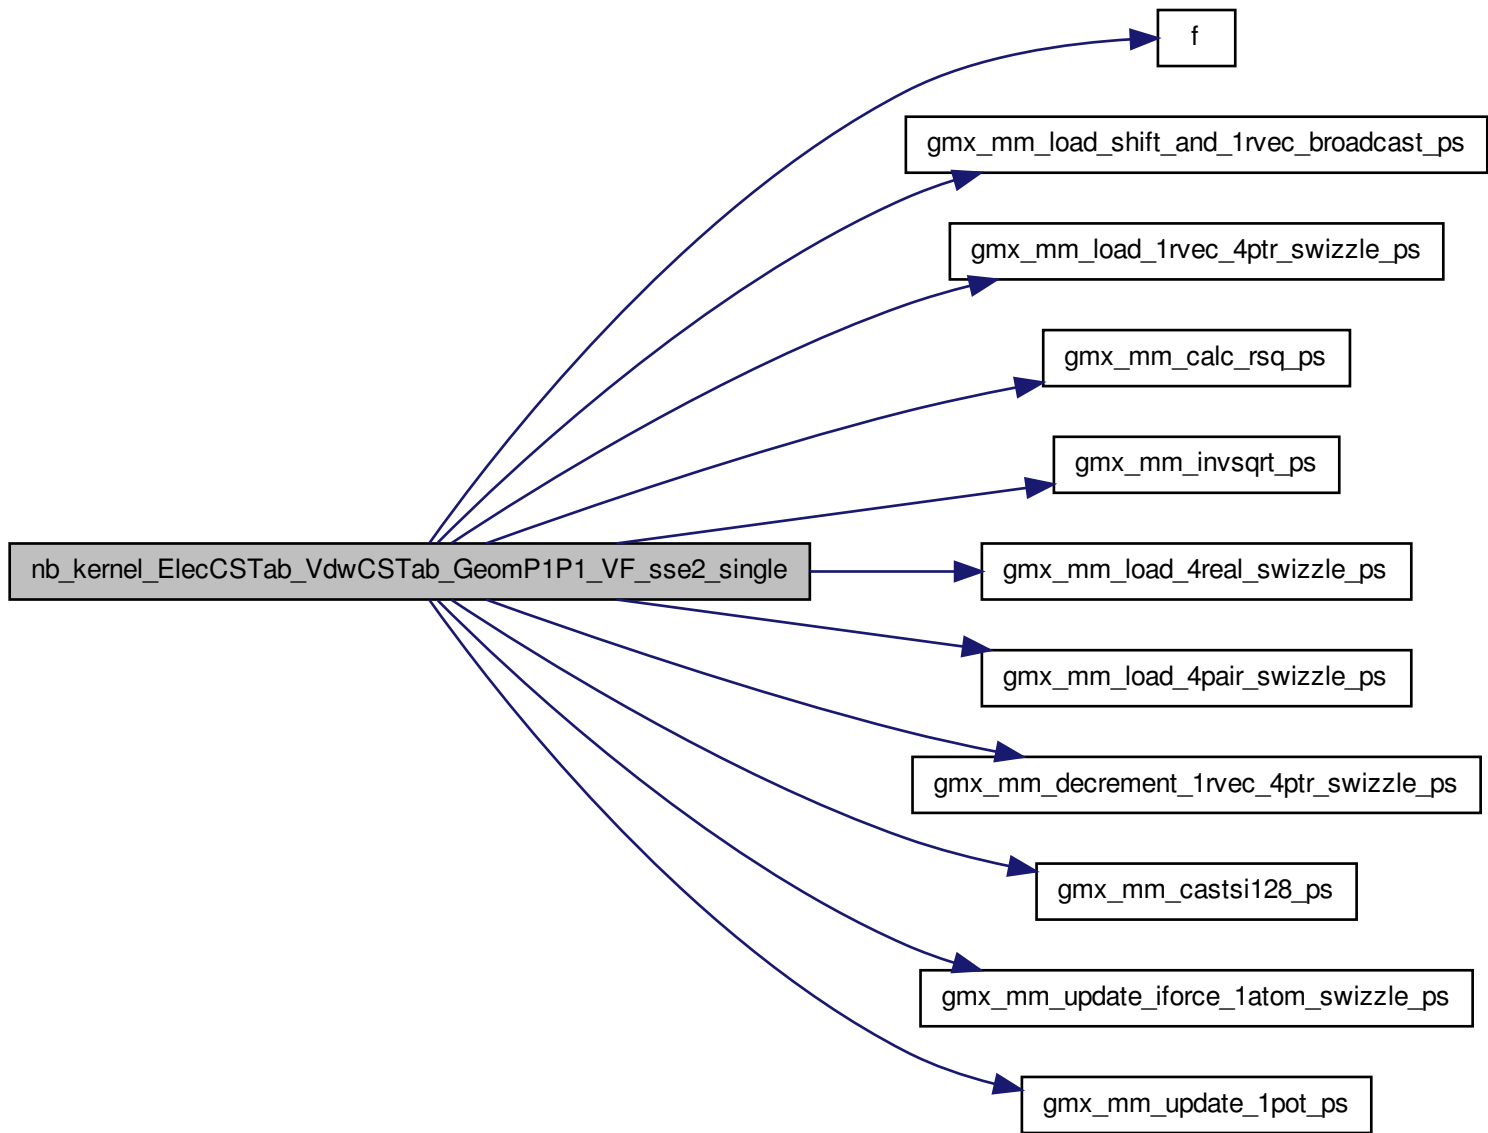 f
gmx_mm_load_shift_and_1rvec_broadcast_ps
gmx_mm_load_1rvec_4ptr_swizzle_ps
gmx_mm_calc_rsq_ps
gmx_mm_invsqrt_ps
nb_kernel_ElecCSTab_VdwCSTab_GeomP1P1_VF_sse2_single
gmx_mm_load_4real_swizzle_ps
gmx_mm_load_4pair_swizzle_ps
gmx_mm_decrement_1rvec_4ptr_swizzle_ps
gmx_mm_castsi128_ps
gmx_mm_update_iforce_1atom_swizzle_ps
gmx_mm_update_1pot_ps